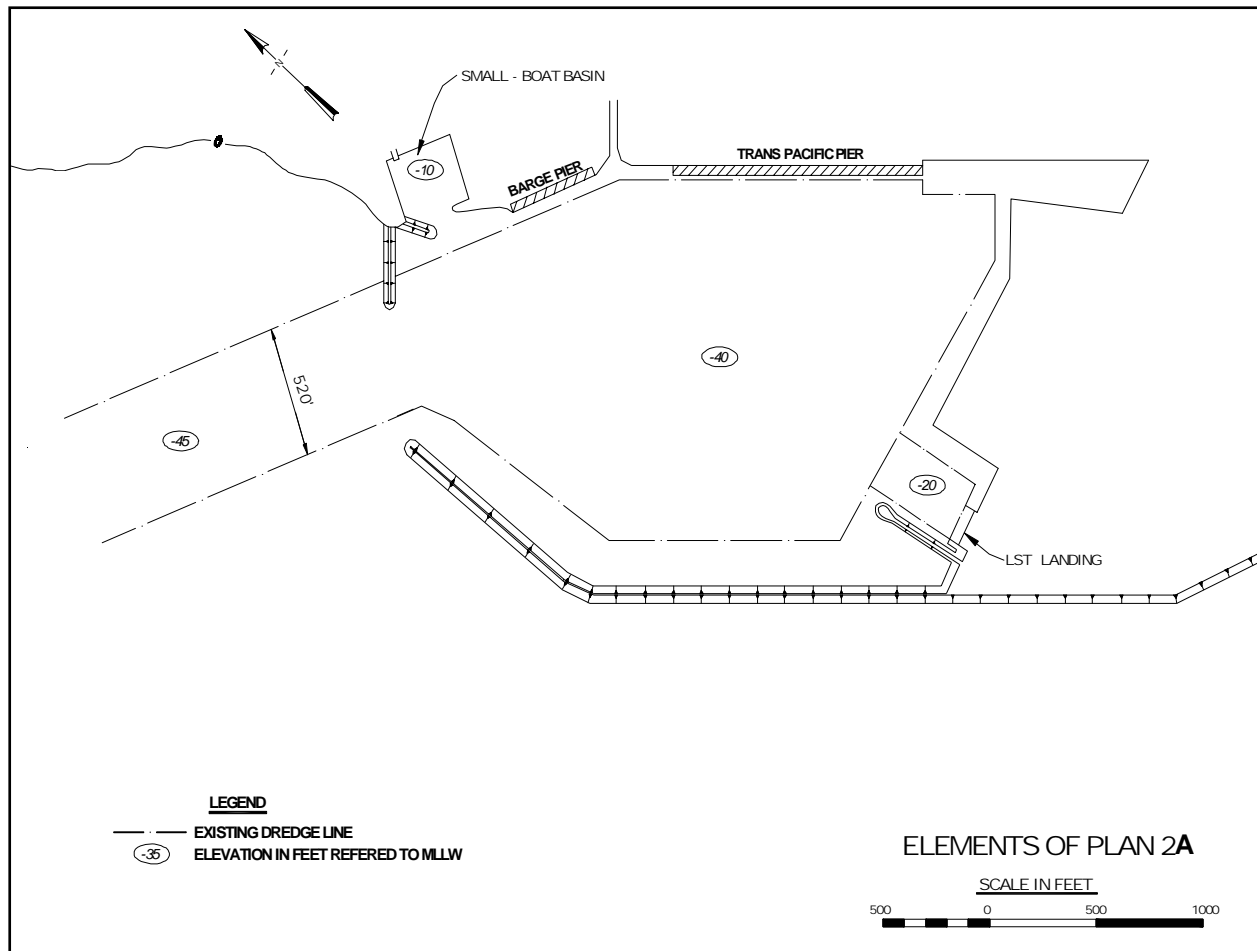 N
SMALL - BOAT BASIN
0
-10
BARGE PIER
TRANS PACIFIC PIER
-40
520'
-45
-20
LST LANDING
LEGEND
EXISTING DREDGE LINE
-35 ELEVATION IN FEET REFERED TO MLLW
ELEMENTS OF PLAN 2A
SCALE IN FEET
500 0 500 1000